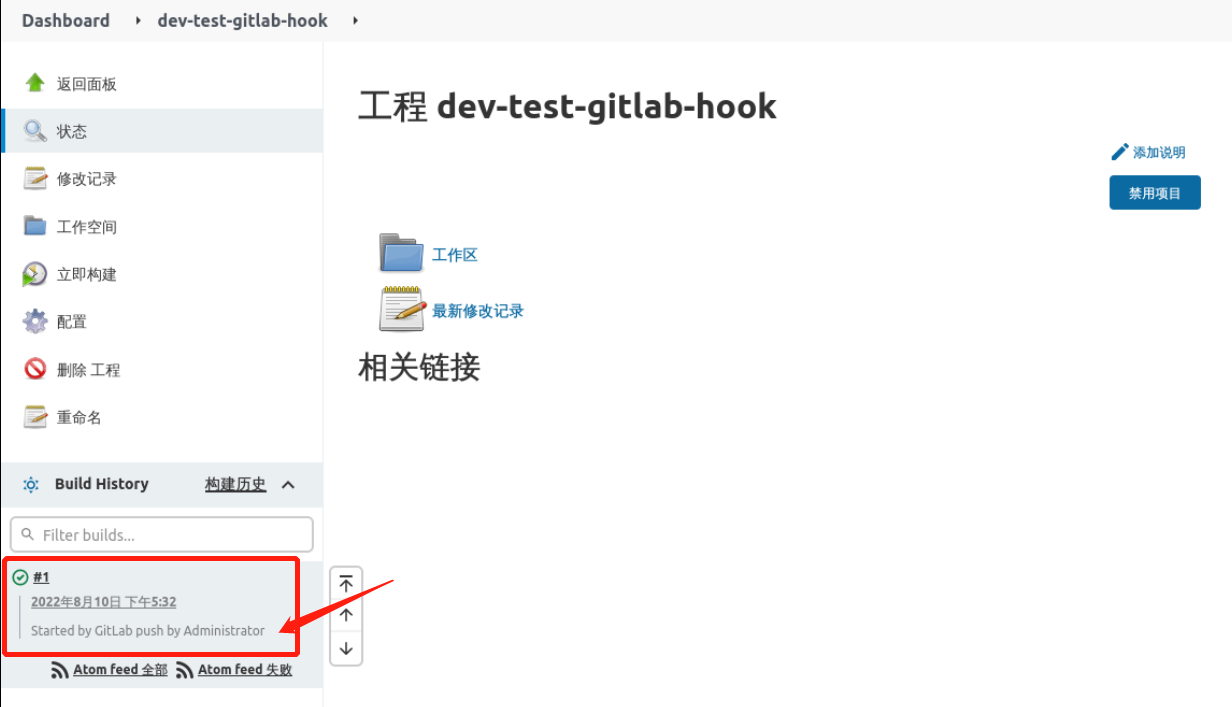 Dashboard dev-test-gitlab-hook
返回面板
状态
修改记录
工作空间
立即构建
配置
删除 工程
重命名
Build History 构建历史
Filter builds...
#1
2022年8月10日 下午5:32
Started by GitLab push by Administrator
Atom feed 全部 Atom feed 失败
工程 dev-test-gitlab-hook
添加说明
禁用项目
工作区
最新修改记录
相关链接